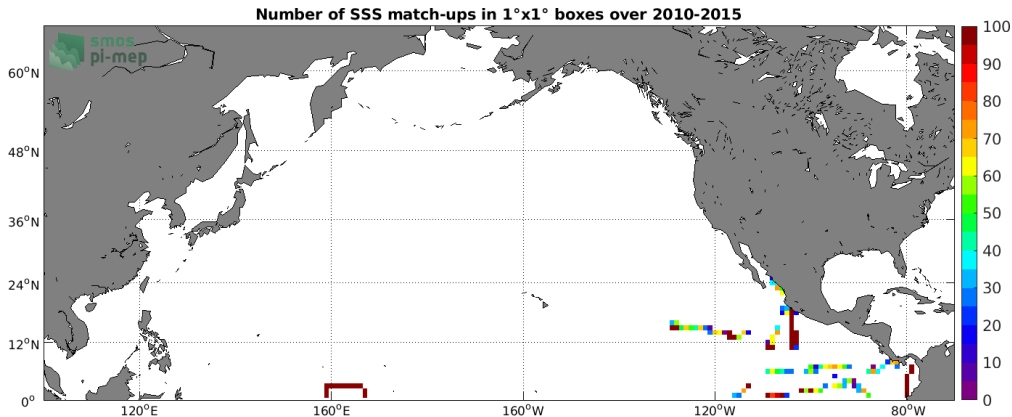 Number of SSS match-ups in 1°x1° boxes over 2010-2015
smos
pi-mep
60°N
48°N
36°N
24°N
12°N
0°
120°E
160°E
160°W
120°W
80°W
100
90
80
70
60
50
40
30
20
10
0